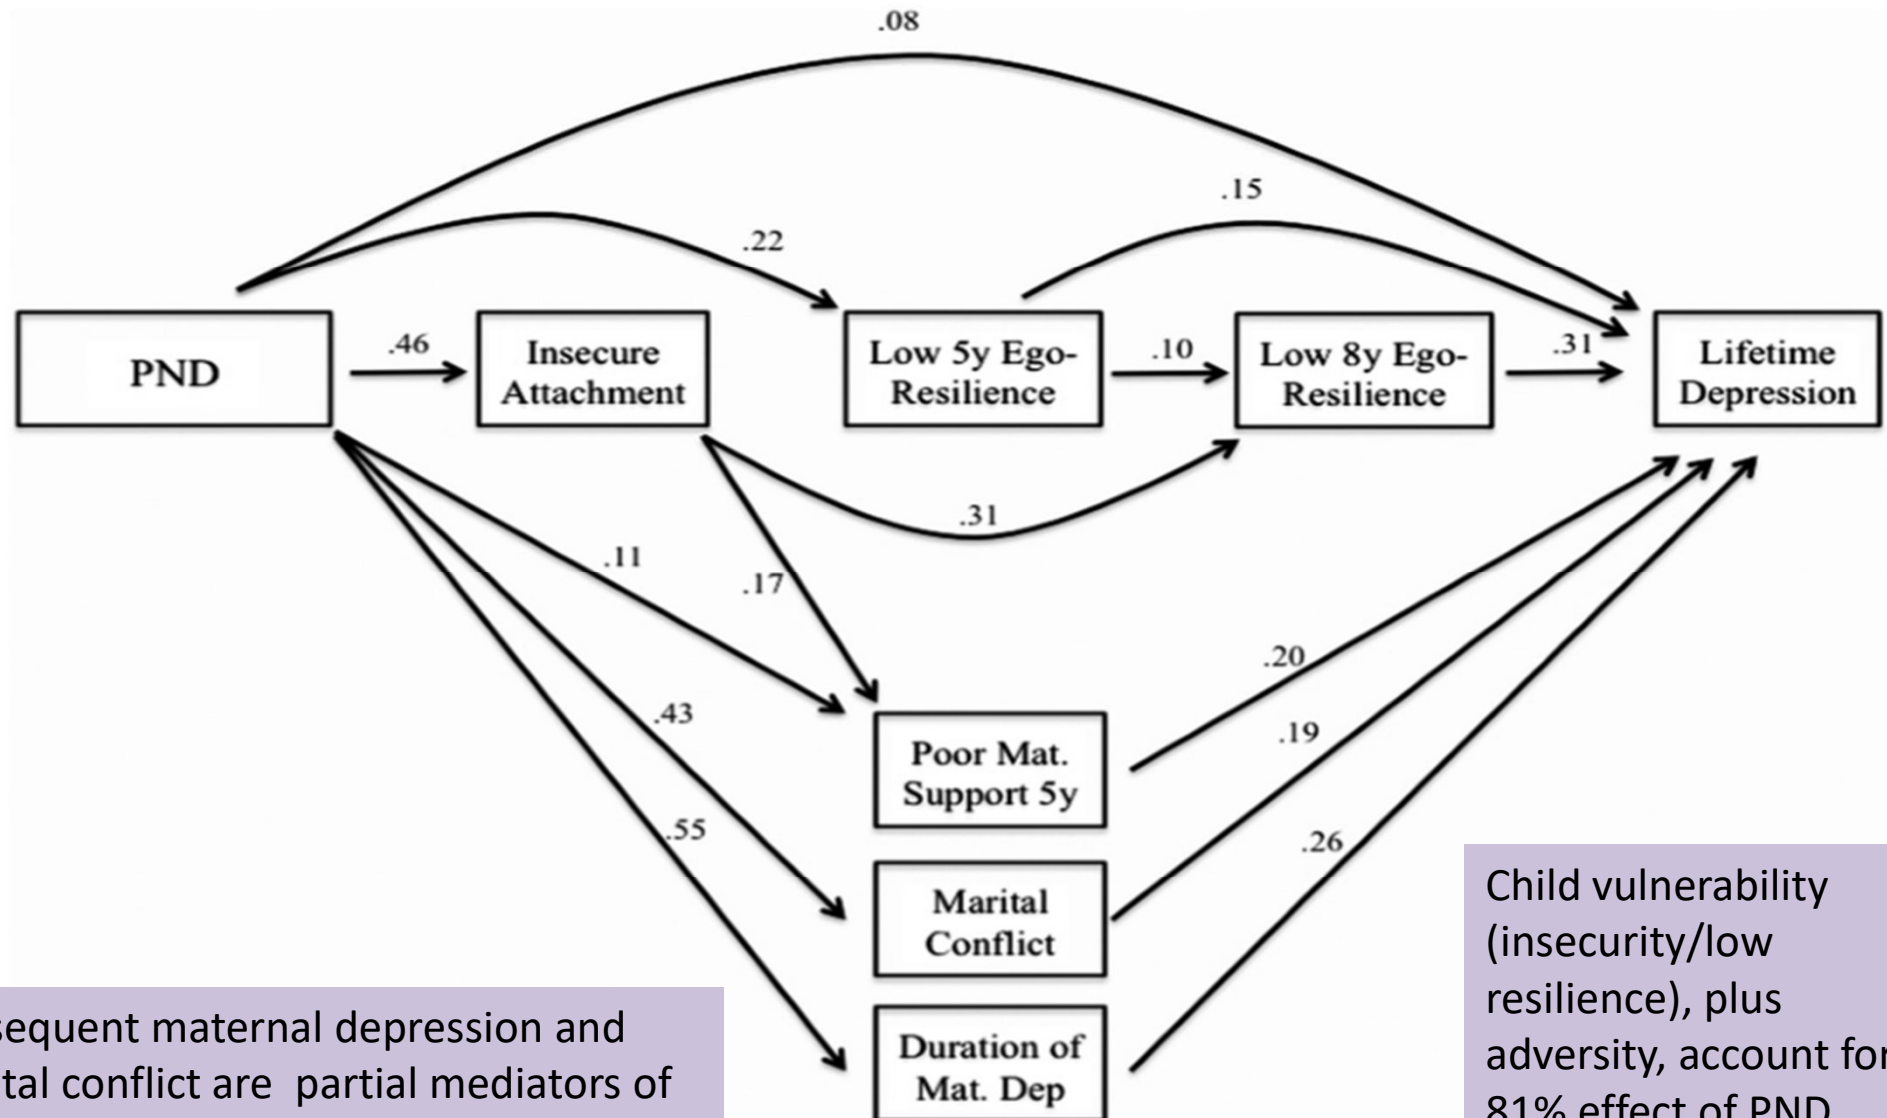 .08
.15
.22
PND
.46
Insecure
Attachment
Low 5y Ego-
Resilience
.10
Low 8y Ego-
Resilience
.31
Lifetime
Depression
.31
.11
.17
.20
.43
.19
Poor Mat.
Support 5y
.55
.26
Marital
Conflict
Duration of
Mat. Dep
sequent maternal depression and
tal conflict are partial mediators of
Child vulnerability
(insecurity/low
resilience), plus
adversity, account for
81% effect of PND